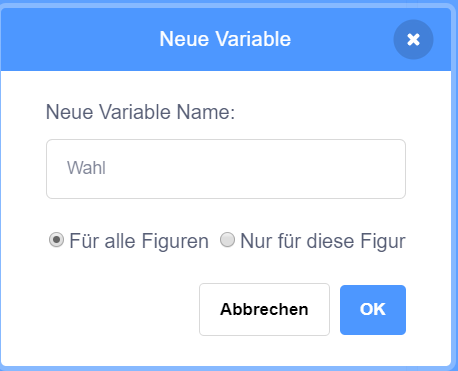 Neue Variable
Neue Variable Name:
Wahl
Für alle Figuren Nur für diese Figur
Abbrechen OK